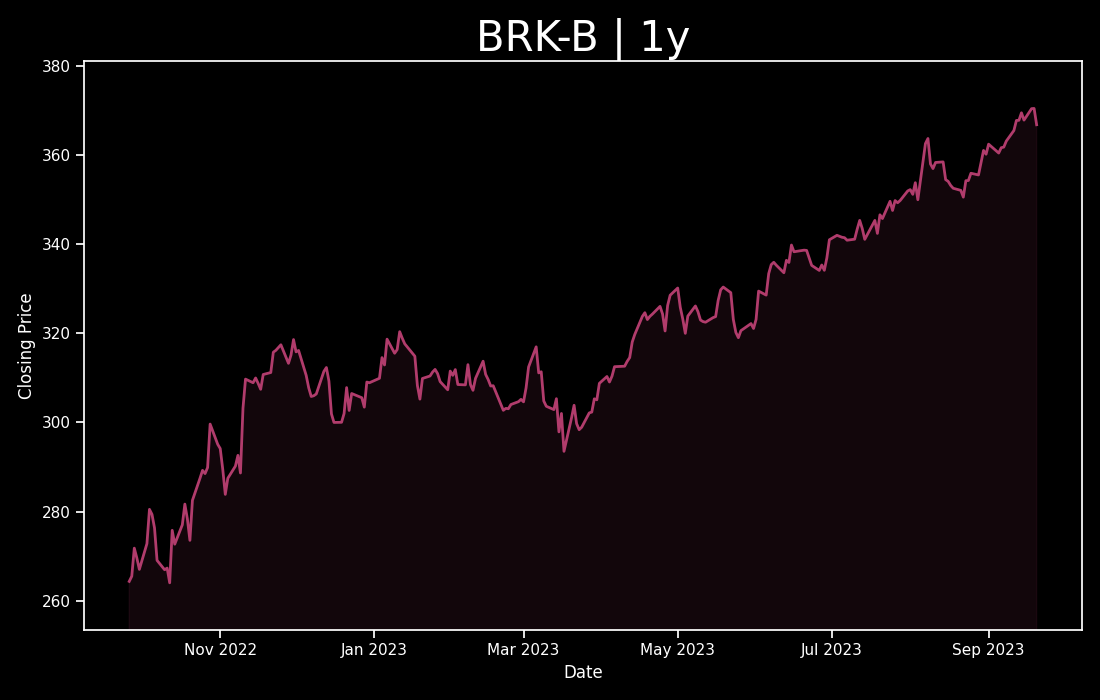 BRK-B | 1y
380
360
340
320
300
280
260
Closing Price
Nov 2022
Jan 2023
Mar 2023
May 2023
Jul 2023
Sep 2023
Date